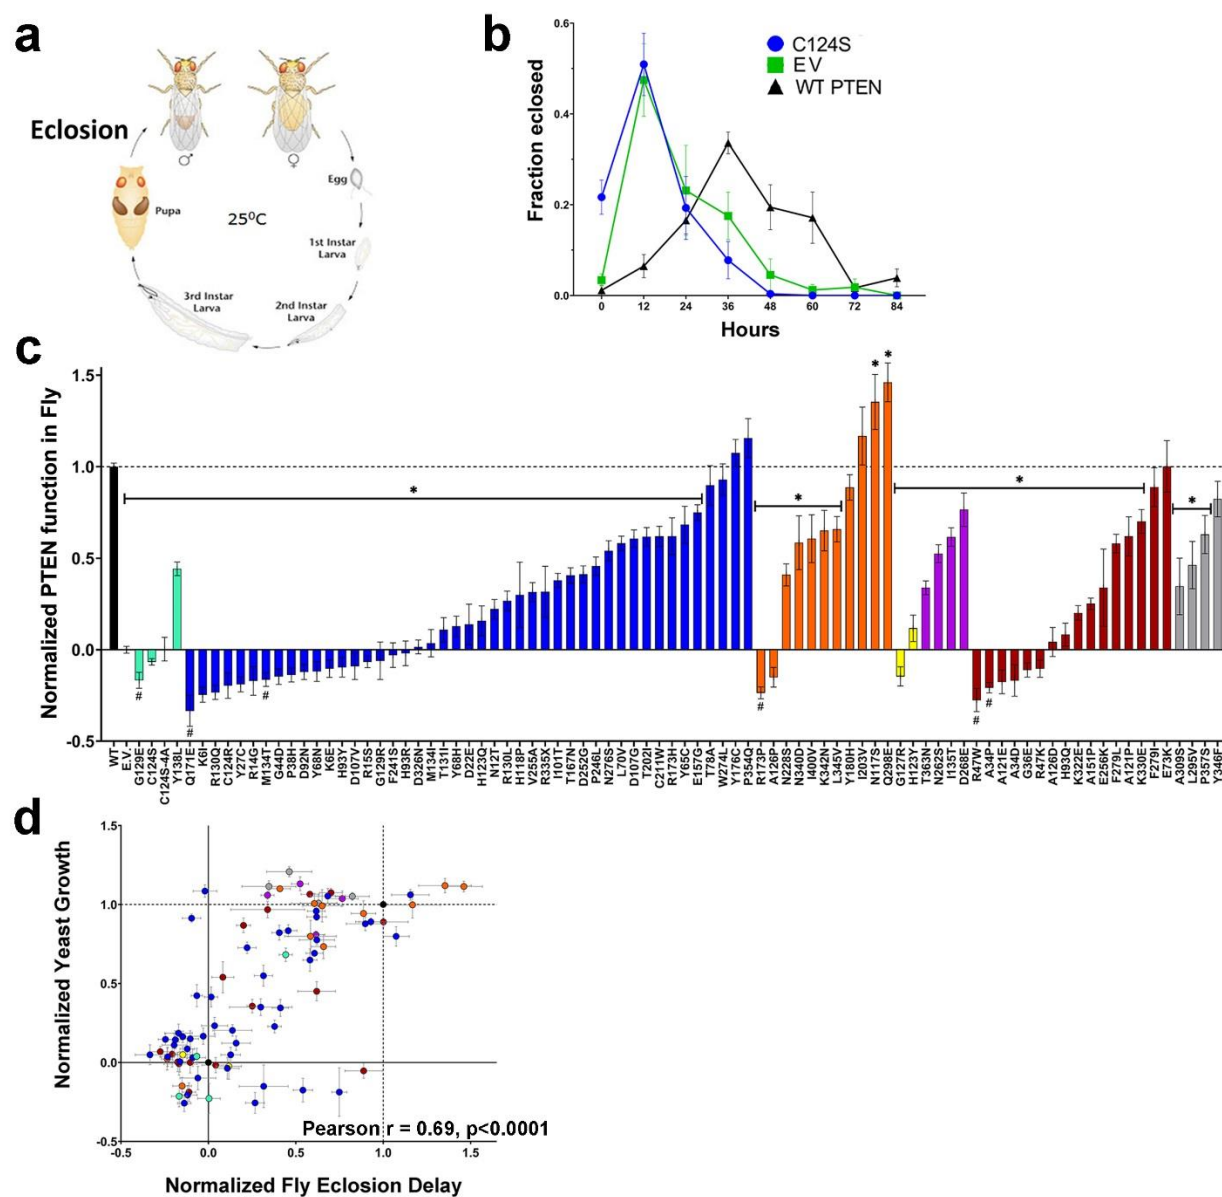 a
Eclosion
♂
♀
Egg
Pupa
25⁰C
1st Instar
Larva
3rd Instar
Larva
2nd Instar
Larva
b
C124S
EV
WT PTEN
Fraction eclosed
0.6
0.4
0.2
0.0
0 12 24 36 48 60 72 84
Hours
c
Normalized PTEN function in Fly
1.5
1.0
0.5
0.0
-0.5
* * * * * *
# # # # # #
WT
E.V.
G129E
C124S
C124S-4A
Y138L
Q171E
K6I
R130Q
C124R
Y27C
P14G
M134T
G44D
P38H
D92N
Y68N
K6E
H93Y
D107V
R15S
G129R
F241S
H93R
D326N
M134H
T131I
Y68H
D22E
H123Q
N12T
R130L
H118P
V255A
R335X
I101T
T167N
D252G
P246L
N276S
L70V
D107G
T202I
C211W
R173H
Y65C
E157G
T78A
W274L
Y176C
P354Q
R173P
A126P
N228S
N340D
I400V
K342N
L345V
Y180H
I203V
N117S
Q298E
G127R
H123Y
T363N
N262S
I135T
D268E
R47W
A34P
A121E
A34D
G36E
R47K
A126D
H93Q
K322E
A151P
E256K
F279L
A121P
K330E
F279I
E73K
A309S
L295V
P357S
Y346F
d
Normalized Yeast Growth
1.5
1.0
0.5
0.0
-0.5
Pearson r = 0.69, p<0.0001
-0.5 0.0 0.5 1.0 1.5
Normalized Fly Eclosion Delay